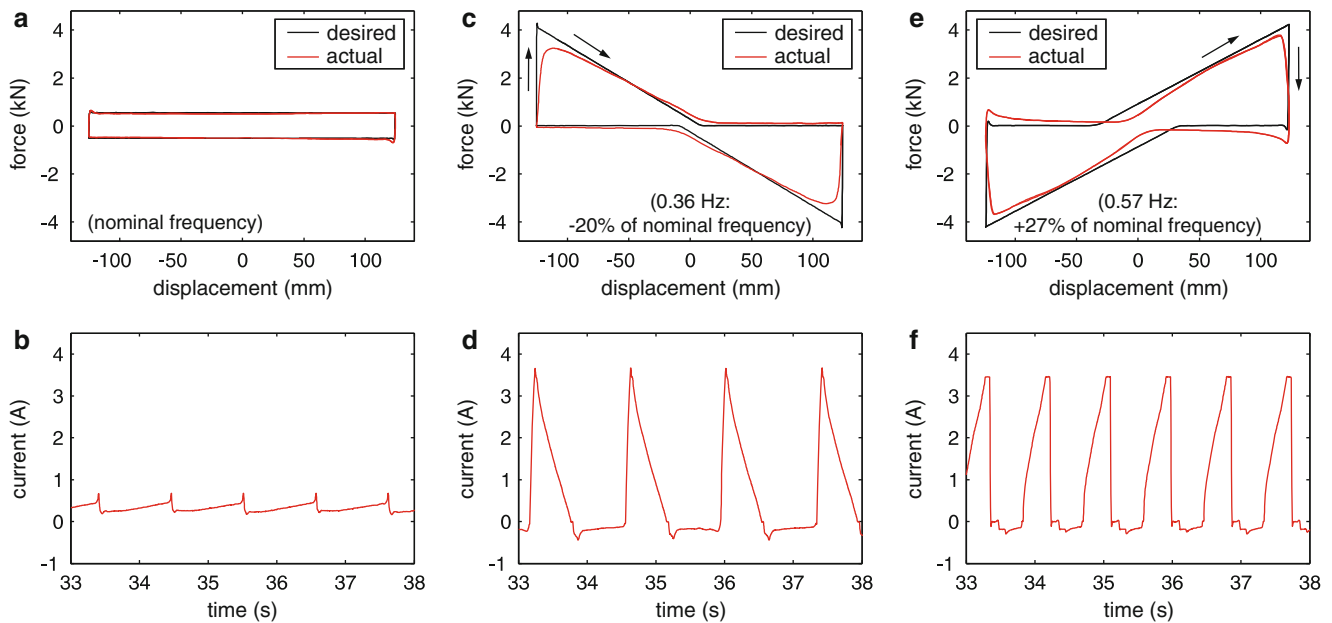 a
desired
actual
(nominal frequency)
4
2
0
-2
-4
force (kN)
-100
-50
0
50
100
displacement (mm)
c
desired
actual
(0.36 Hz:
-20% of nominal frequency)
4
2
0
-2
-4
force (kN)
-100
-50
0
50
100
displacement (mm)
e
desired
actual
(0.57 Hz:
+27% of nominal frequency)
4
2
0
-2
-4
force (kN)
-100
-50
0
50
100
displacement (mm)
b
4
3
2
1
0
-1
current (A)
33
34
35
36
37
38
time (s)
d
4
3
2
1
0
-1
current (A)
33
34
35
36
37
38
time (s)
f
4
3
2
1
0
-1
current (A)
33
34
35
36
37
38
time (s)